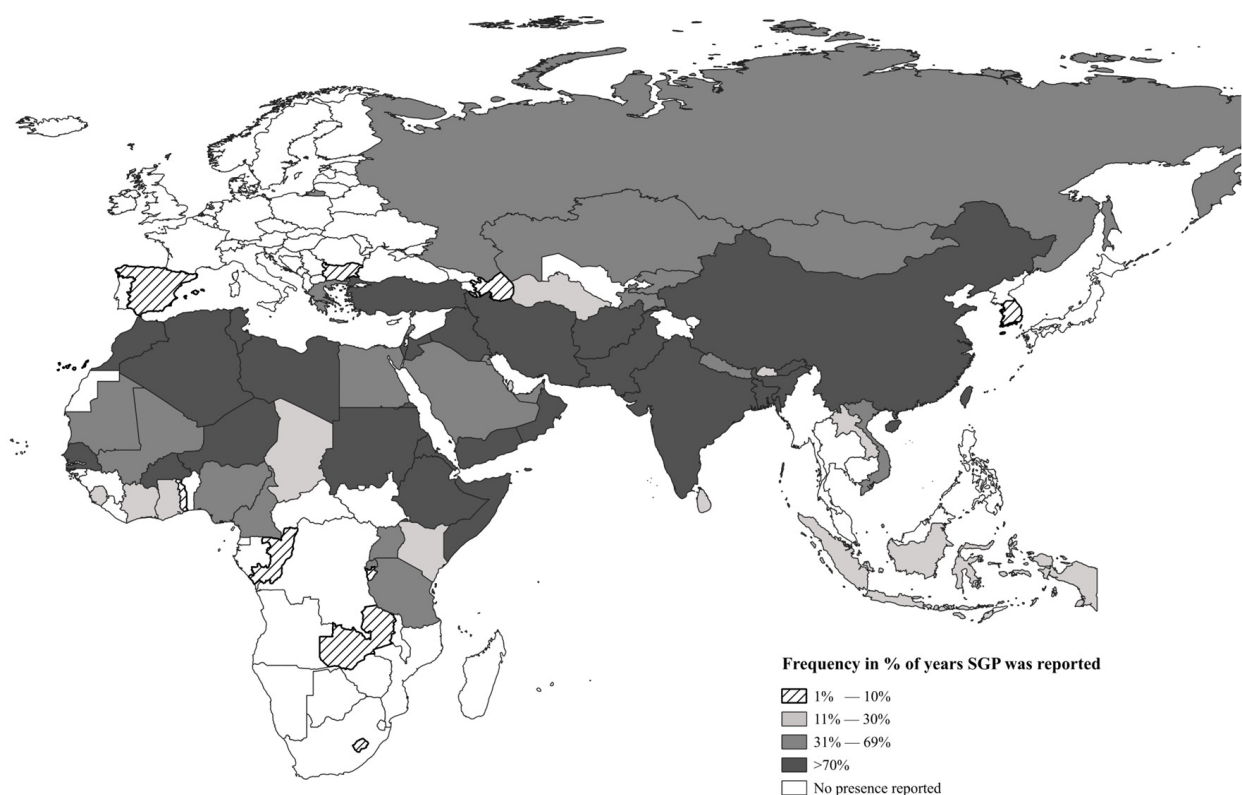 Frequency in % of years SGP was reported
1% — 10%
11% — 30%
31% — 69%
>70%
No presence reported